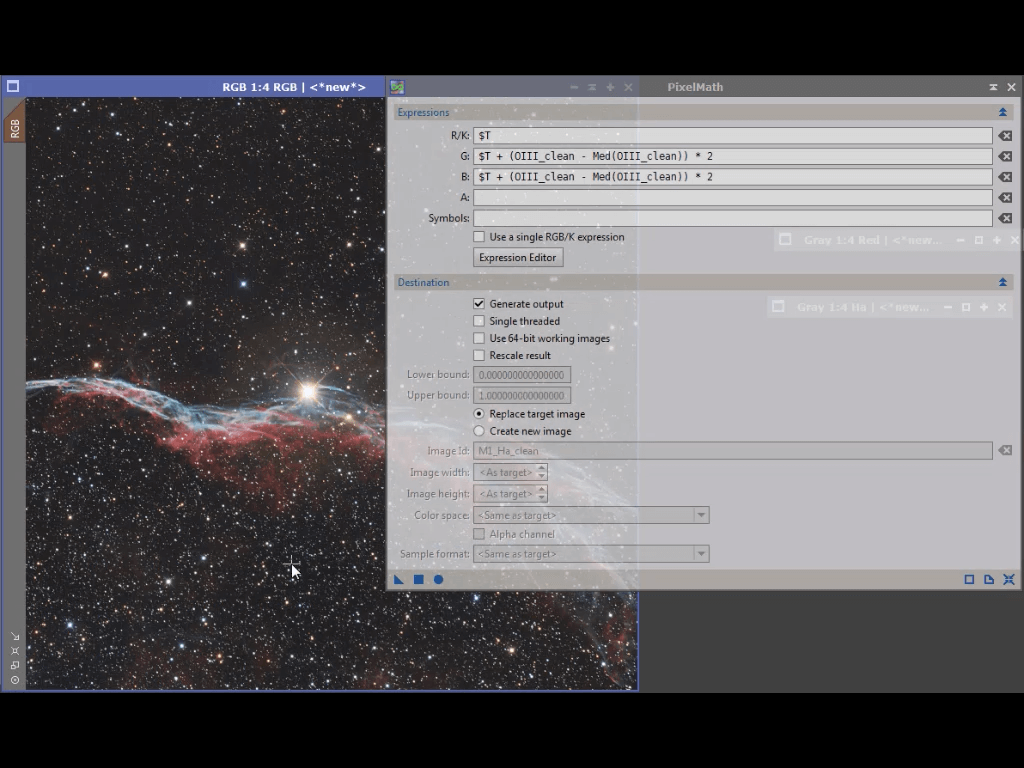 RGB 1:4 RGB | <*new*>
PixelMath
RGB
Expressions
R/K: $T
G: $T + (OIII_clean - Med(OIII_clean)) * 2
B: $T + (OIII_clean - Med(OIII_clean)) * 2
A:
Symbols:
Use a single RGB/K expression
Gray 1:4 Red | <*new...
Expression Editor
Destination
Generate output
Gray 1:4 Ha | <*new...
Single threaded
Use 64-bit working images
Rescale result
Lower bound: 0.000000000000000
Upper bound: 1.000000000000000
Replace target image
Create new image
Image Id: M1_Ha_clean
Image width: <As target>
Image height: <As target>
Color space: <Same as target>
Alpha channel
Sample format: <Same as target>